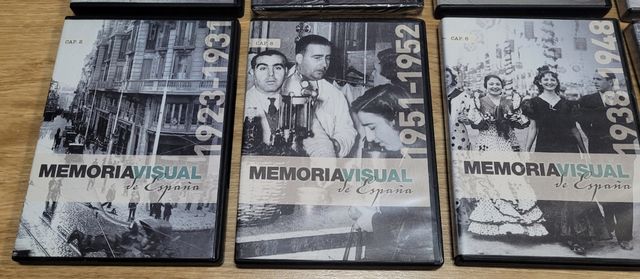 CAP. 2
1923-1931
MEMORIAVISUAL
de España
CAP. 8
1951-1952
MEMORIAVISUAL
de España
CAP. 6
1938-1948
MEMORIAVISUAL
de España